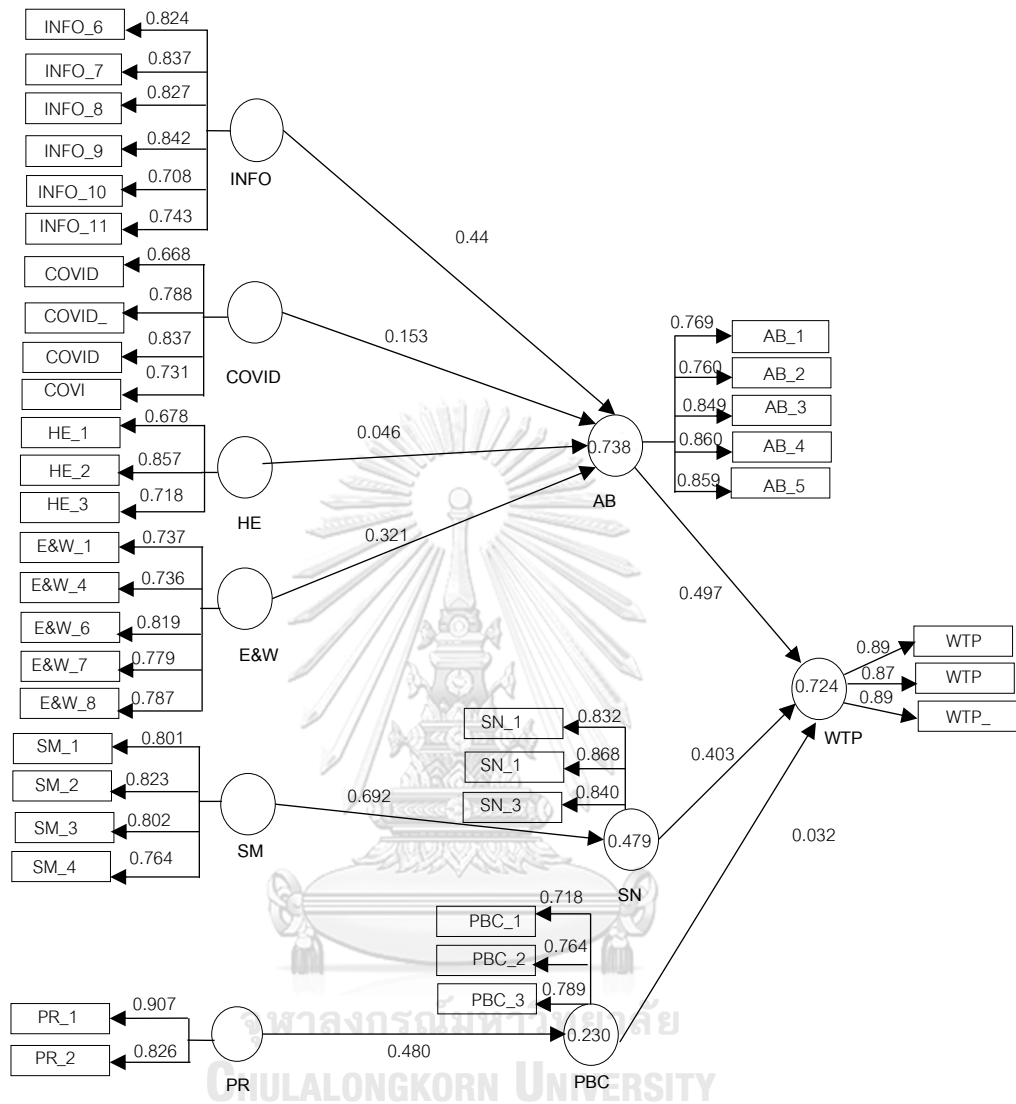 INFO_6
0.824
INFO_7
0.837
INFO_8
0.827
INFO_9
0.842
INFO_10
0.708
INFO_11
0.743
INFO
0.44
COVID
0.668
COVID_
0.788
COVID
0.837
COVI
0.731
COVID
0.153
HE_1
0.678
HE_2
0.857
HE_3
0.718
HE
0.046
E&W_1
0.737
E&W_4
0.736
E&W_6
0.819
E&W_7
0.779
E&W_8
0.787
E&W
0.321
0.738
AB
0.769
AB_1
0.760
AB_2
0.849
AB_3
0.860
AB_4
0.859
AB_5
0.497
SM_1
0.801
SM_2
0.823
SM_3
0.802
SM_4
0.764
SM
0.692
SN_1
0.832
SN_1
0.868
SN_3
0.840
0.479
SN
0.403
0.724
WTP
0.89
WTP
0.87
WTP
0.89
WTP_
0.032
PR_1
0.907
PR_2
0.826
PR
0.480
PBC_1
0.718
PBC_2
0.764
PBC_3
0.789
0.230
PBC
จุฬาลงกรณ์มหาวิทยาลัย
CHULALONGKORN UNIVERSITY